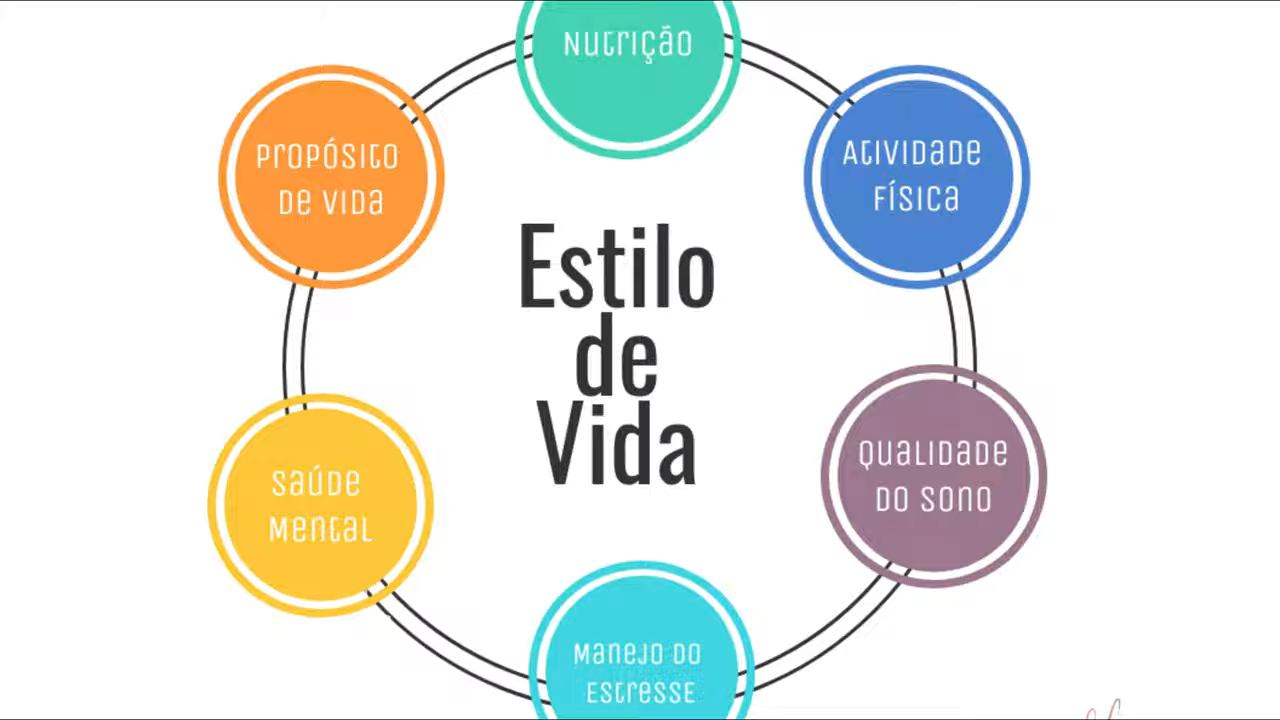 Nutrição
Propósito
de vida
Atividade
Física
Estilo
de
Vida
Qualidade
do sono
Saúde
Mental
Manejo do
Estresse